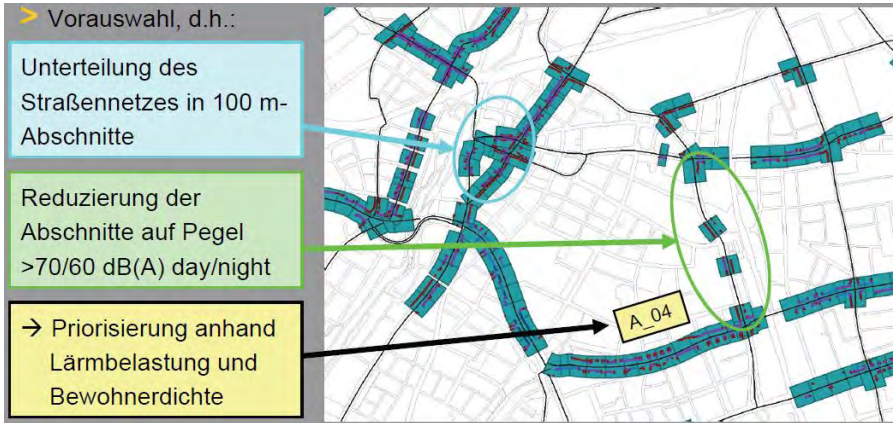 > Vorauswahl, d.h.:
Unterteilung des
Straßennetzes in 100 m-
Abschnitte
Reduzierung der
Abschnitte auf Pegel
>70/60 dB(A) day/night
→ Priorisierung anhand
Lärmbelastung und
Bewohnerdichte
A_04